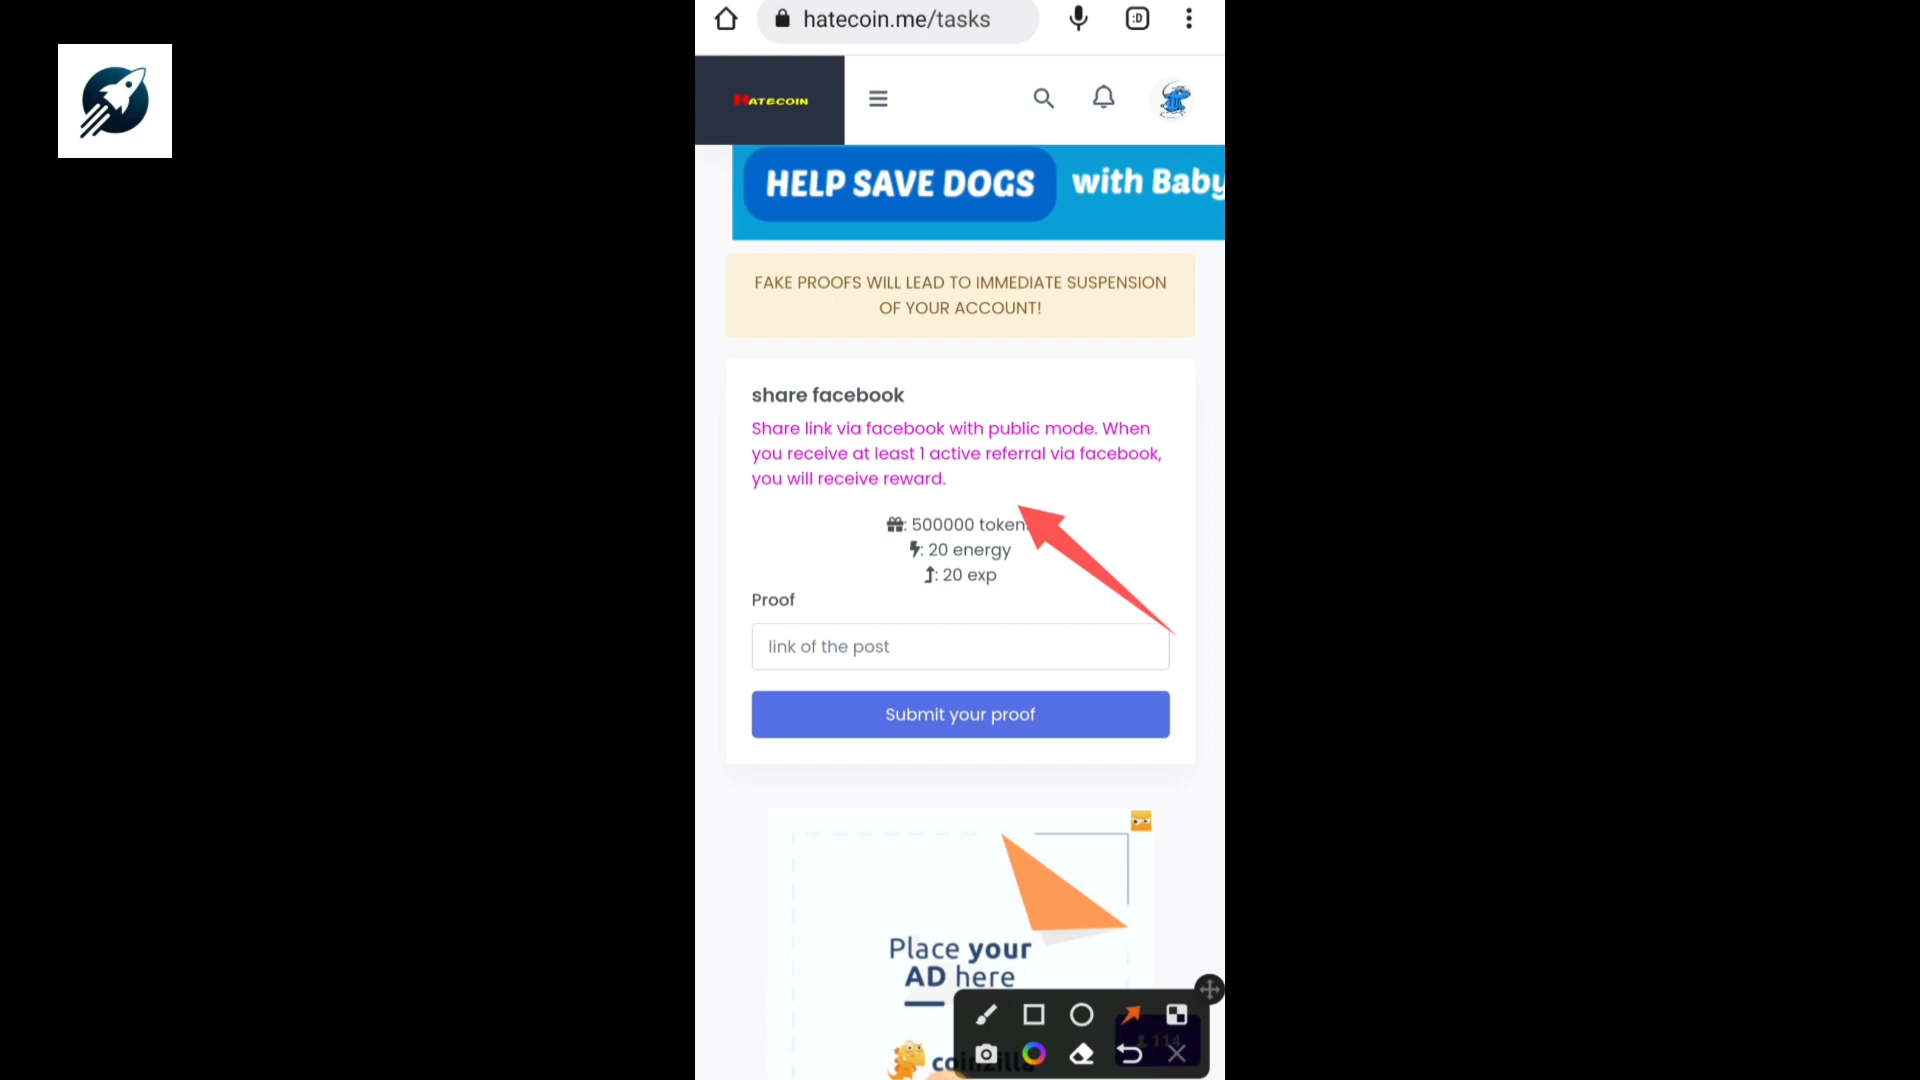 :D
hatecoin.me/tasks
HATECOIN
HELP SAVE DOGS with Baby
FAKE PROOFS WILL LEAD TO IMMEDIATE SUSPENSION
OF YOUR ACCOUNT!
share facebook
Share link via facebook with public mode. When
you receive at least 1 active referral via facebook,
you will receive reward.
: 500000 token
: 20 energy
: 20 exp
Proof
link of the post
Submit your proof
Place your
AD here
114
coinzilla